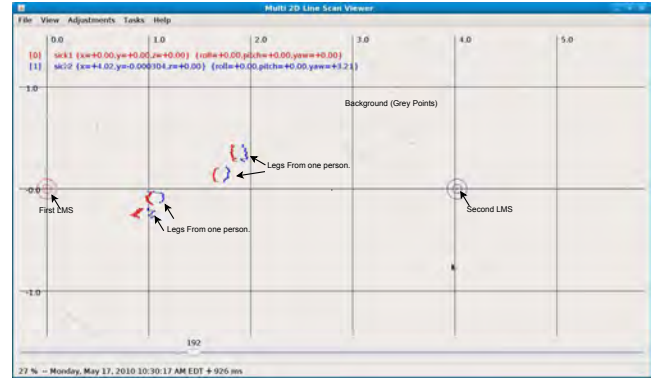 Multi 2D Line Scan Viewer
File View Adjustments Tasks Help
0.0 1.0 2.0 3.0 4.0 5.0
[0] sick1 {x=+0.00,y=+0.00,z=+0.00} {roll=+0.00,pitch=+0.00,yaw=+0.00}
[1] sick2 {x=+4.02,y=-0.000304,z=+0.00} {roll=+0.00,pitch=+0.00,yaw=+3.21}
1.0
Background (Grey Points)
Legs From one person.
-0.0
First LMS
Second LMS
Legs From one person.
-1.0
192
27 % -- Monday, May 17, 2010 10:30:17 AM EDT + 926 ms